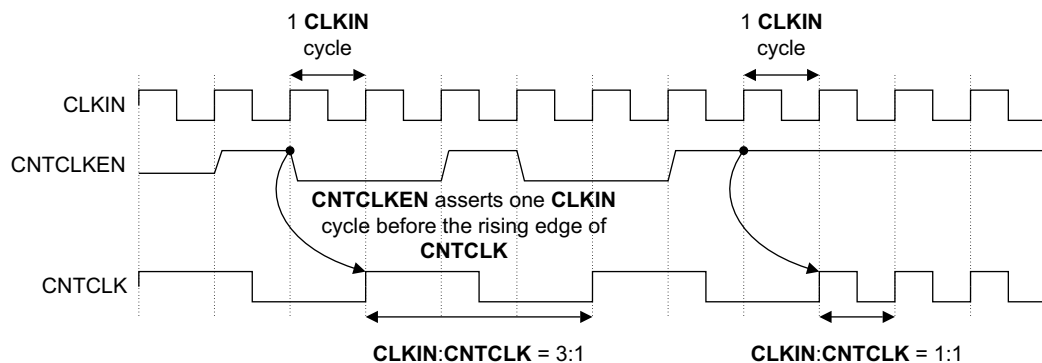 1 CLKIN
cycle
1 CLKIN
cycle
CLKIN
CNTCLKEN
CNTCLKEN asserts one CLKIN
cycle before the rising edge of
CNTCLK
CNTCLK
CLKIN:CNTCLK = 3:1
CLKIN:CNTCLK = 1:1